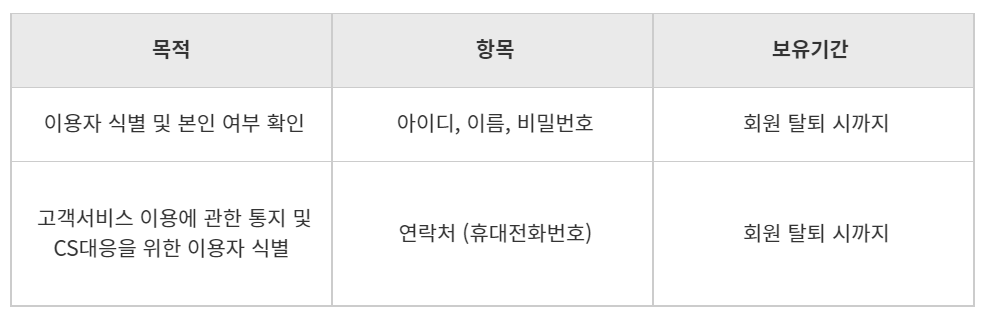 목적
항목
보유기간
이용자 식별 및 본인 여부 확인
아이디, 이름, 비밀번호
회원 탈퇴 시까지
고객서비스 이용에 관한 통지 및
CS대응을 위한 이용자 식별
연락처 (휴대전화번호)
회원 탈퇴 시까지